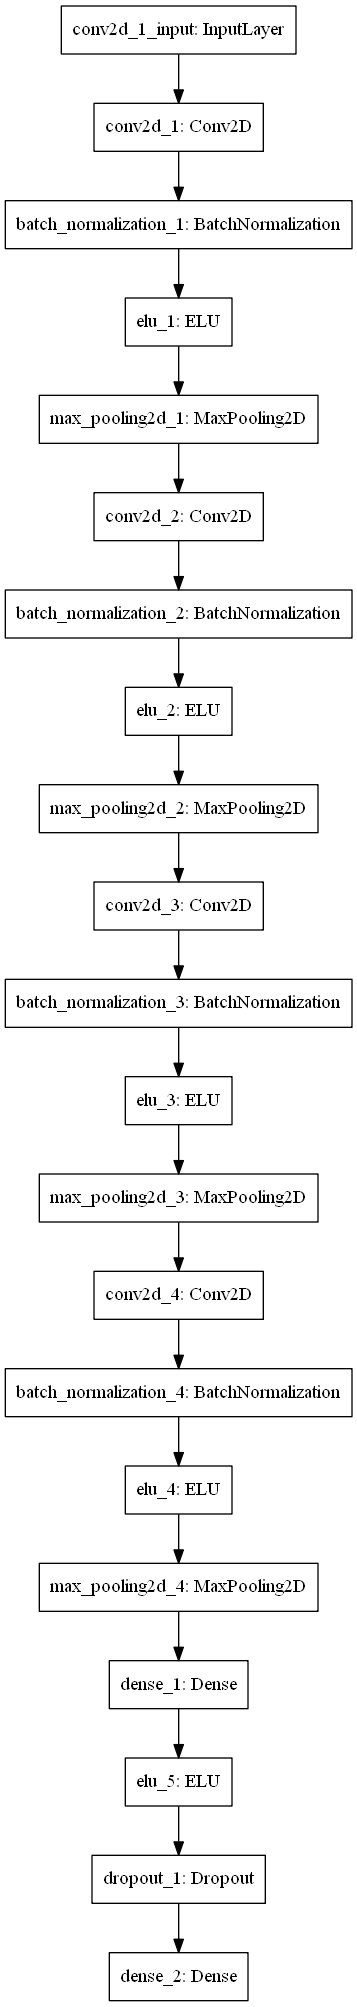 conv2d_1_input: InputLayer
conv2d_1: Conv2D
batch_normalization_1: BatchNormalization
elu_1: ELU
max_pooling2d_1: MaxPooling2D
conv2d_2: Conv2D
batch_normalization_2: BatchNormalization
elu_2: ELU
max_pooling2d_2: MaxPooling2D
conv2d_3: Conv2D
batch_normalization_3: BatchNormalization
elu_3: ELU
max_pooling2d_3: MaxPooling2D
conv2d_4: Conv2D
batch_normalization_4: BatchNormalization
elu_4: ELU
max_pooling2d_4: MaxPooling2D
dense_1: Dense
elu_5: ELU
dropout_1: Dropout
dense_2: Dense